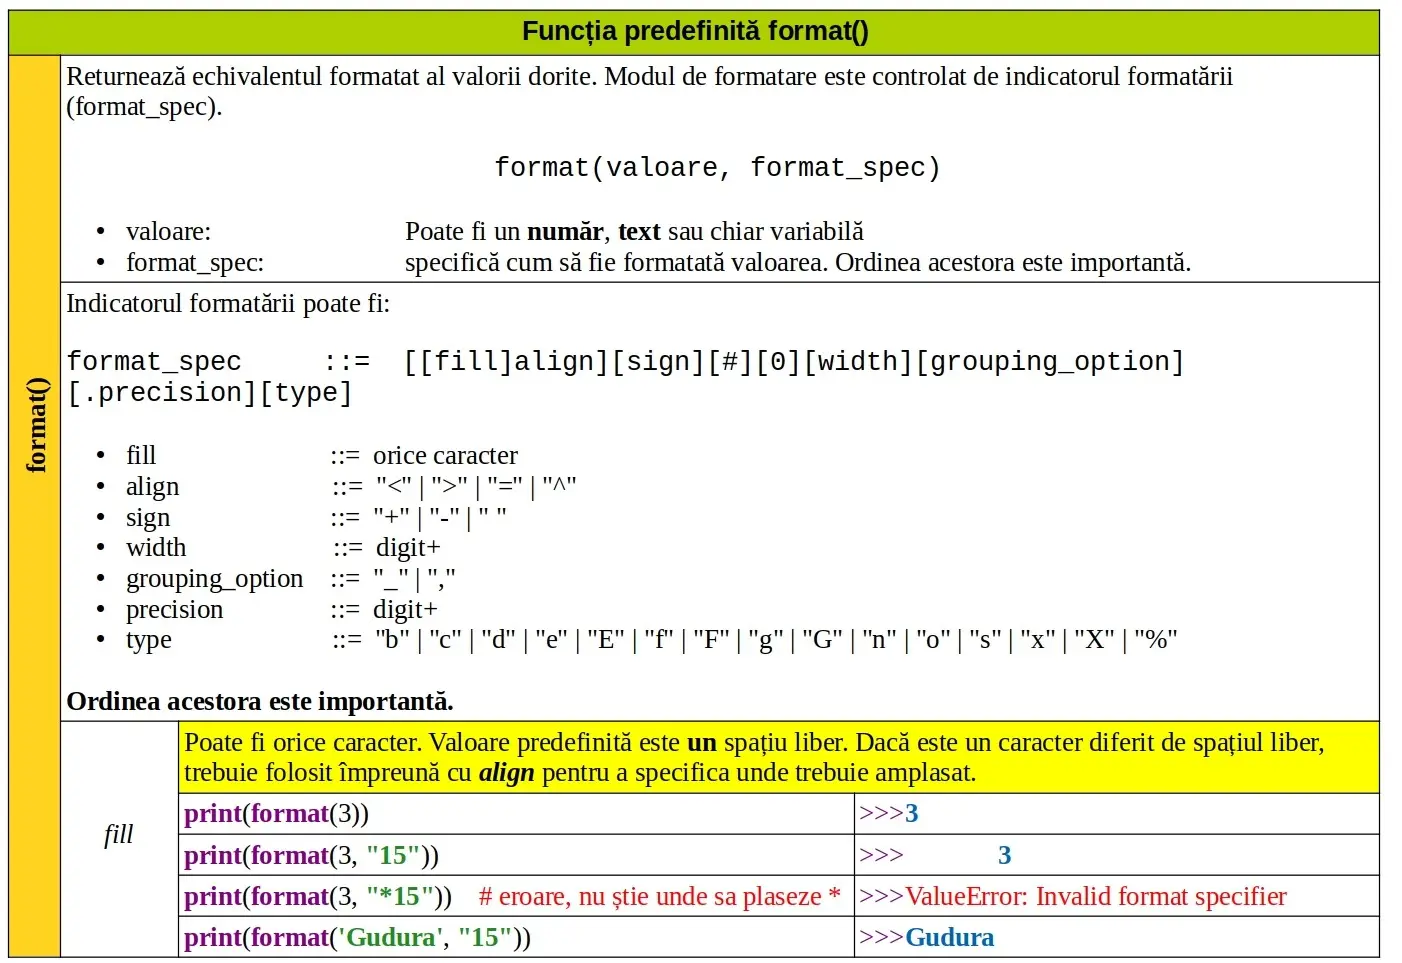 Funcția predefinită format()
format()
Returnează echivalentul formatat al valorii dorite. Modul de formatare este controlat de indicatorul formatării
(format_spec).
format(valoare, format_spec)
• valoare: Poate fi un număr, text sau chiar variabilă
• format_spec: specifică cum să fie formatată valoarea. Ordinea acestora este importantă.
Indicatorul formatării poate fi:
format_spec ::= [[fill]align][sign][#][0][width][grouping_option]
[.precision][type]
• fill ::= orice caracter
• align ::= "<" | ">" | "=" | "^"
• sign ::= "+" | "-" | " "
• width ::= digit+
• grouping_option ::= "_" | ","
• precision ::= digit+
• type ::= "b" | "c" | "d" | "e" | "E" | "f" | "F" | "g" | "G" | "n" | "o" | "s" | "x" | "X" | "%"
Ordinea acestora este importantă.
fill
Poate fi orice caracter. Valoare predefinită este un spațiu liber. Dacă este un caracter diferit de spațiul liber,
trebuie folosit împreună cu align pentru a specifica unde trebuie amplasat.
print(format(3)) >>>3
print(format(3, "15")) >>> 3
print(format(3, "*15")) # eroare, nu știe unde sa plaseze * >>>ValueError: Invalid format specifier
print(format('Gudura', "15")) >>>Gudura